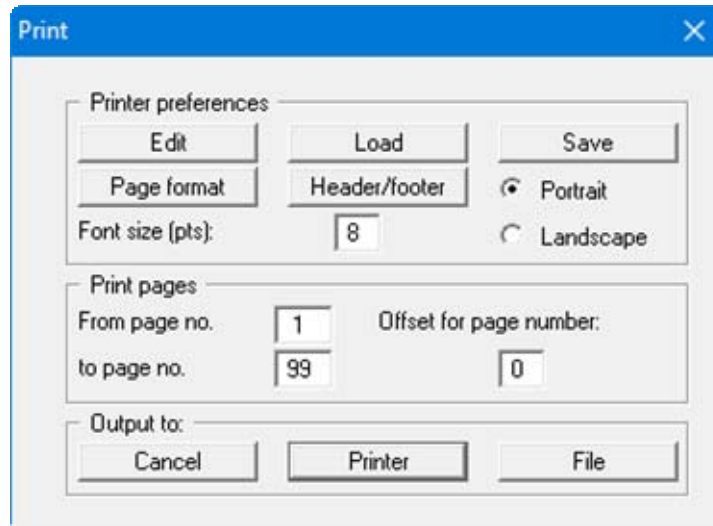 Print
Printer preferences
Edit Load Save
Page format Header/footer Portrait
Font size (pts): 8 Landscape
Print pages
From page no. 1 Offset for page number:
to page no. 99 0
Output to:
Cancel Printer File